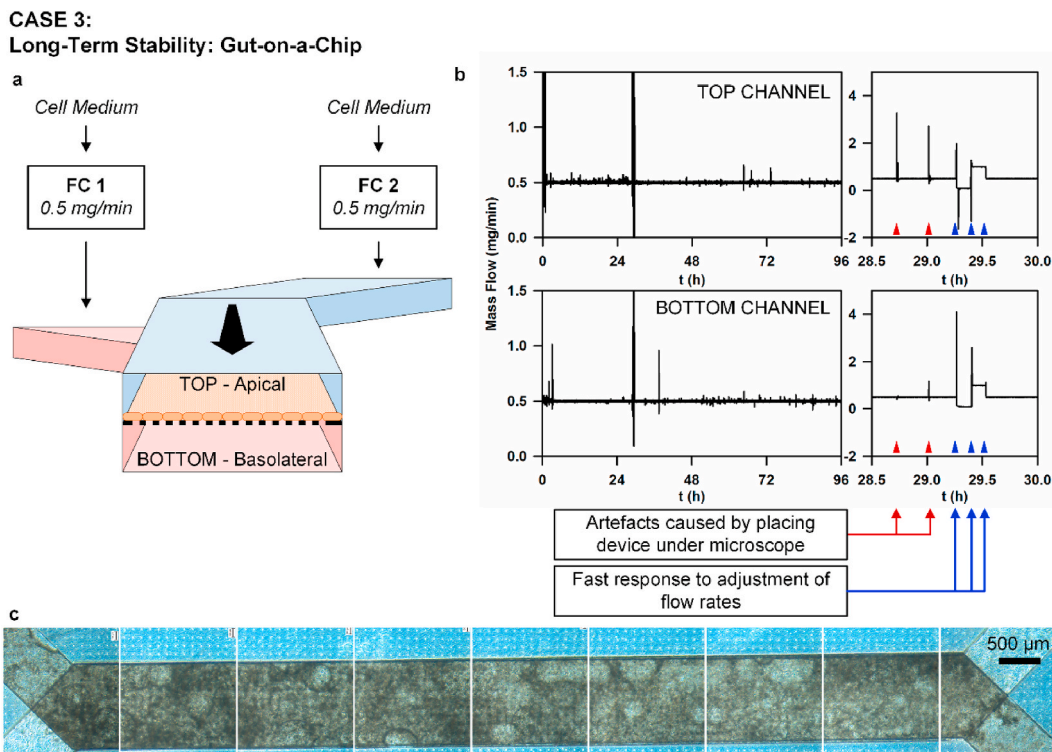 CASE 3:
Long-Term Stability: Gut-on-a-Chip
a
Cell Medium
Cell Medium
FC 1
0.5 mg/min
FC 2
0.5 mg/min
TOP - Apical
BOTTOM - Basolateral
b
Mass Flow (mg/min)
1.5
1.0
0.5
0.0
TOP CHANNEL
0 24 48 72 96
t (h)
4
2
0
-2
28.5 29.0 29.5 30.0
t (h)
1.5
1.0
0.5
0.0
BOTTOM CHANNEL
0 24 48 72 96
t (h)
4
2
0
-2
28.5 29.0 29.5 30.0
t (h)
Artefacts caused by placing
device under microscope
Fast response to adjustment of
flow rates
c
500 µm